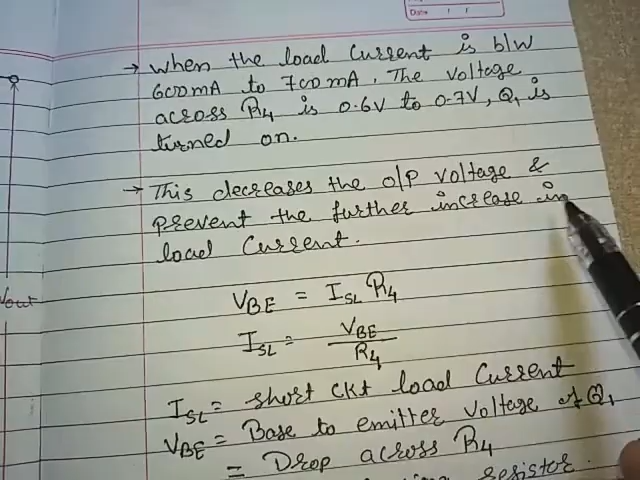 Date / /
→ When the load Current is b/w
600mA to 700mA. The voltage
across R4 is 0.6V to 0.7V, Q1 is
turned on.
→ This decreases the o/p voltage &
prevent the further increase in
load Current.
Vout
VBE = ISL R4
ISL = VBE
R4
ISL = short ckt load Current
VBE = Base to emitter voltage of Q1
= Drop across R4
resistor.